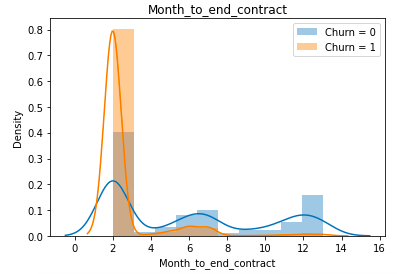 Month_to_end_contract
Churn = 0
Churn = 1
Density
0.8
0.7
0.6
0.5
0.4
0.3
0.2
0.1
0.0
0 2 4 6 8 10 12 14 16
Month_to_end_contract